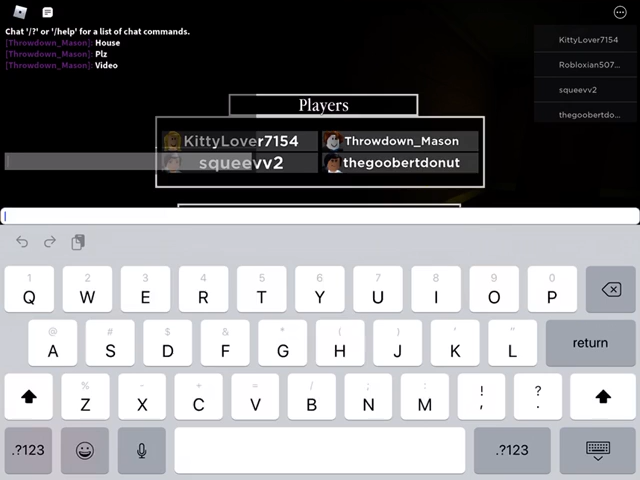 Chat '/?' or '/help' for a list of chat commands.
[Throwdown_Mason]: House
[Throwdown_Mason]: Plz
[Throwdown_Mason]: Video
KittyLover7154
Robloxian507...
squeevv2
thegoobertdo...
Players
KittyLover7154 Throwdown_Mason
squeevv2 thegoobertdonut
1 2 3 4 5 6 7 8 9 0
Q W E R T Y U I O P
@ # $ & * ( ) ' "
A S D F G H J K L return
% - + = / ; : ! ?
Z X C V B N M , .
.?123 .?123